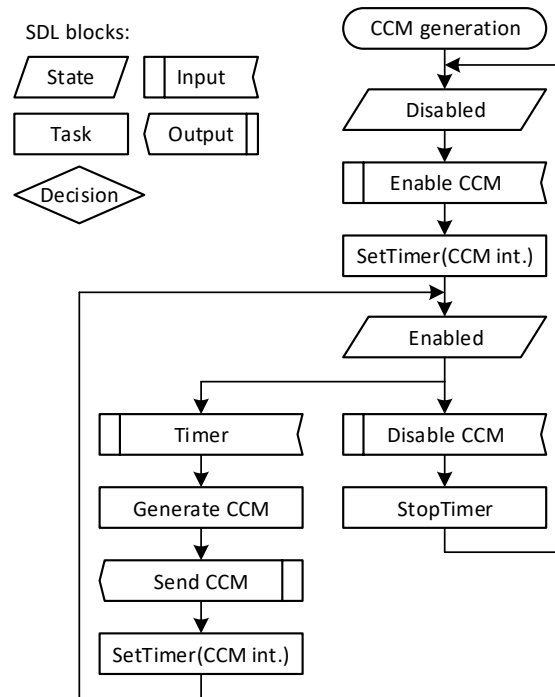 SDL blocks:
State
Input
Task
Output
Decision
CCM generation
Disabled
Enable CCM
SetTimer(CCM int.)
Enabled
Timer
Disable CCM
Generate CCM
StopTimer
Send CCM
SetTimer(CCM int.)